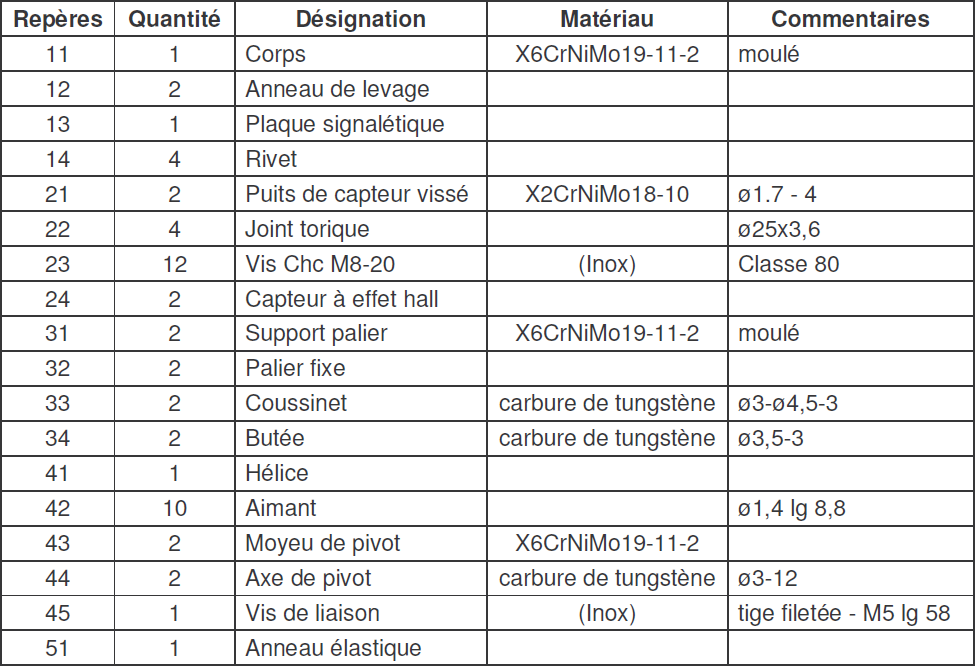 Repères Quantité Désignation Matériau Commentaires
11 1 Corps X6CrNiMo19-11-2 moulé
12 2 Anneau de levage
13 1 Plaque signalétique
14 4 Rivet
21 2 Puits de capteur vissé X2CrNiMo18-10 ø1.7 - 4
22 4 Joint torique ø25x3,6
23 12 Vis Chc M8-20 (Inox) Classe 80
24 2 Capteur à effet hall
31 2 Support palier X6CrNiMo19-11-2 moulé
32 2 Palier fixe
33 2 Coussinet carbure de tungstène ø3-ø4,5-3
34 2 Butée carbure de tungstène ø3,5-3
41 1 Hélice
42 10 Aimant ø1,4 lg 8,8
43 2 Moyeu de pivot X6CrNiMo19-11-2
44 2 Axe de pivot carbure de tungstène ø3-12
45 1 Vis de liaison (Inox) tige filetée - M5 lg 58
51 1 Anneau élastique